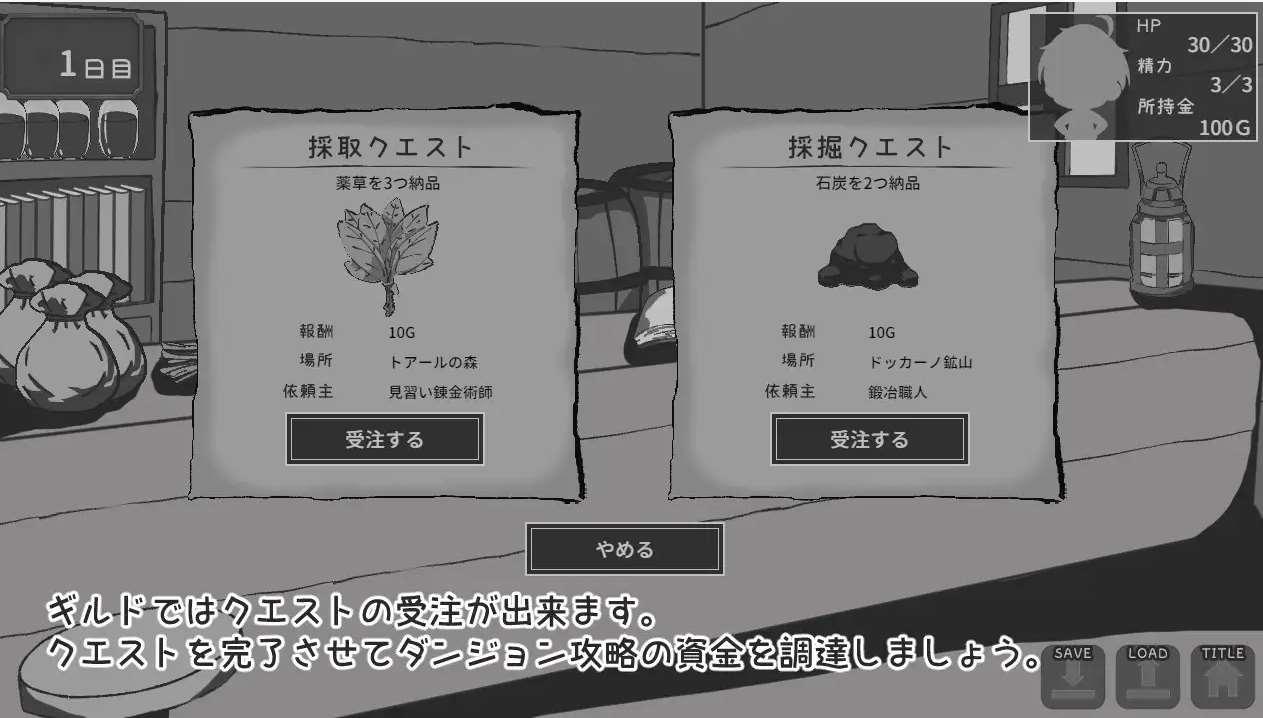 1日目
HP
30／30
精力
3／3
所持金
100G
採取クエスト
薬草を3つ納品
報酬 10G
場所 トアールの森
依頼主 見習い錬金術師
受注する
採掘クエスト
石炭を2つ納品
報酬 10G
場所 ドッカーノ鉱山
依頼主 鍛冶職人
受注する
やめる
ギルドではクエストの受注が出来ます。
クエストを完了させてダンジョン攻略の資金を調達しましょう。
SAVE LOAD TITLE